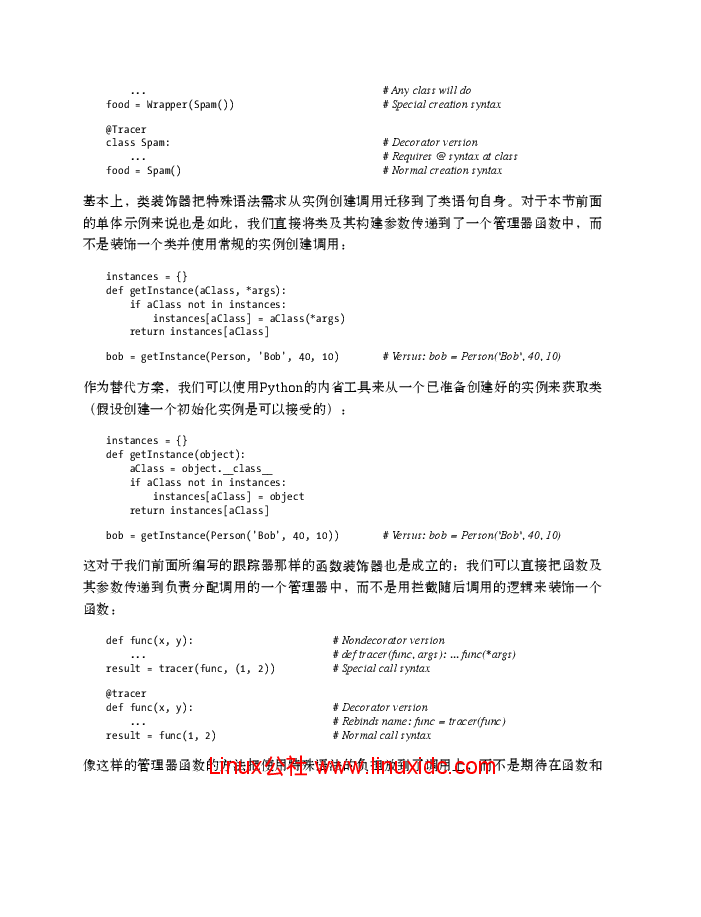 ...                                        # Any class will do
food = Wrapper(Spam())                         # Special creation syntax
@Tracer
class Spam:                                    # Decorator version
    ...                                        # Requires @ syntax at class
food = Spam()                                  # Normal creation syntax
基本上，类装饰器把特殊语法需求从实例创建调用迁移到了类语句自身。对于本节前面
的单体示例来说也是如此，我们直接将类及其构建参数传递到了一个管理器函数中，而
不是装饰一个类并使用常规的实例创建调用：
instances = {}
def getInstance(aClass, *args):
    if aClass not in instances:
        instances[aClass] = aClass(*args)
    return instances[aClass]
bob = getInstance(Person, 'Bob', 40, 10)       # Versus: bob = Person('Bob', 40, 10)
作为替代方案，我们可以使用Python的内省工具来从一个已准备创建好的实例来获取类
（假设创建一个初始化实例是可以接受的）：
instances = {}
def getInstance(object):
    aClass = object.__class__
    if aClass not in instances:
        instances[aClass] = object
    return instances[aClass]
bob = getInstance(Person('Bob', 40, 10))       # Versus: bob = Person('Bob', 40, 10)
这对于我们前面所编写的跟踪器那样的函数装饰器也是成立的：我们可以直接把函数及
其参数传递到负责分配调用的一个管理器中，而不是用拦截随后调用的逻辑来装饰一个
函数：
def func(x, y):                        # Nondecorator version
    ...                                # def tracer(func, args): ... func(*args)
result = tracer(func, (1, 2))          # Special call syntax
@tracer
def func(x, y):                        # Decorator version
    ...                                # Rebinds name: func = tracer(func)
result = func(1, 2)                    # Normal call syntax
像这样的管理器函数的方法把使用特殊语法的负担放到了调用上，而不是期待在函数和
Linux公社 www.linuxidc.com